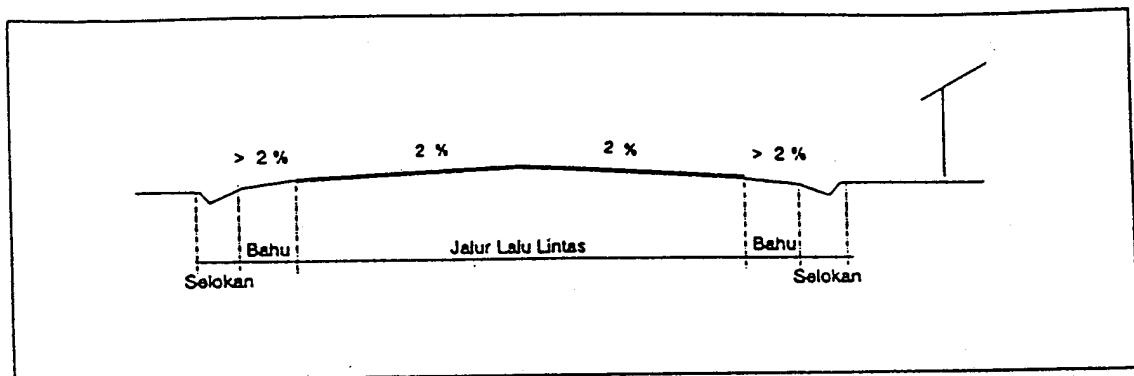 > 2 % 2 % 2 % > 2 %
Bahu Jalur Lalu Lintas Bahu
Selokan Selokan